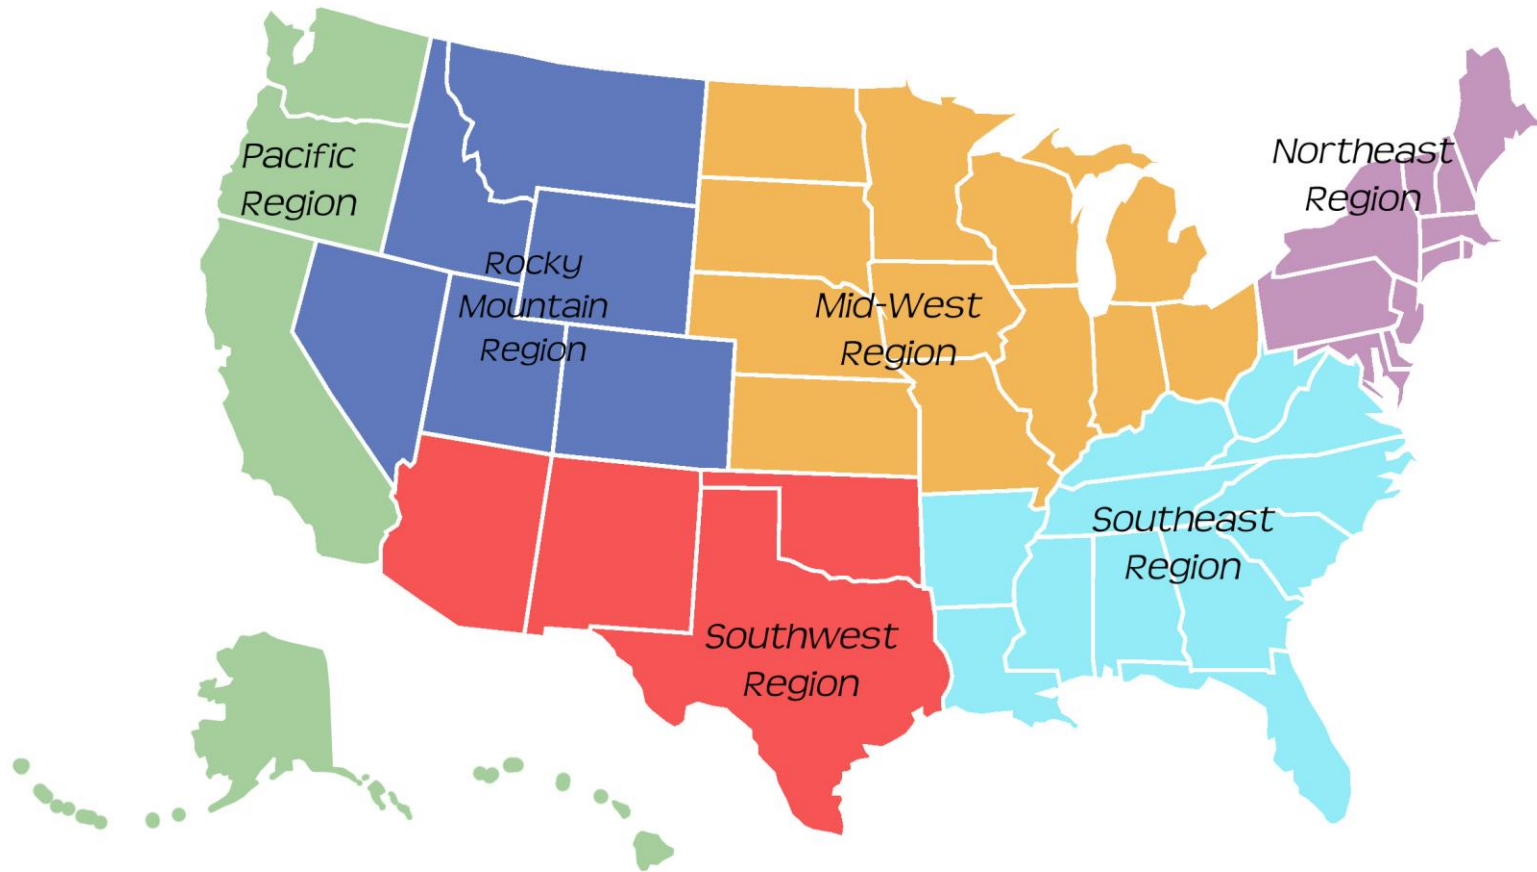 Pacific
Region
Rocky
Mountain
Region
Mid-West
Region
Northeast
Region
Southwest
Region
Southeast
Region